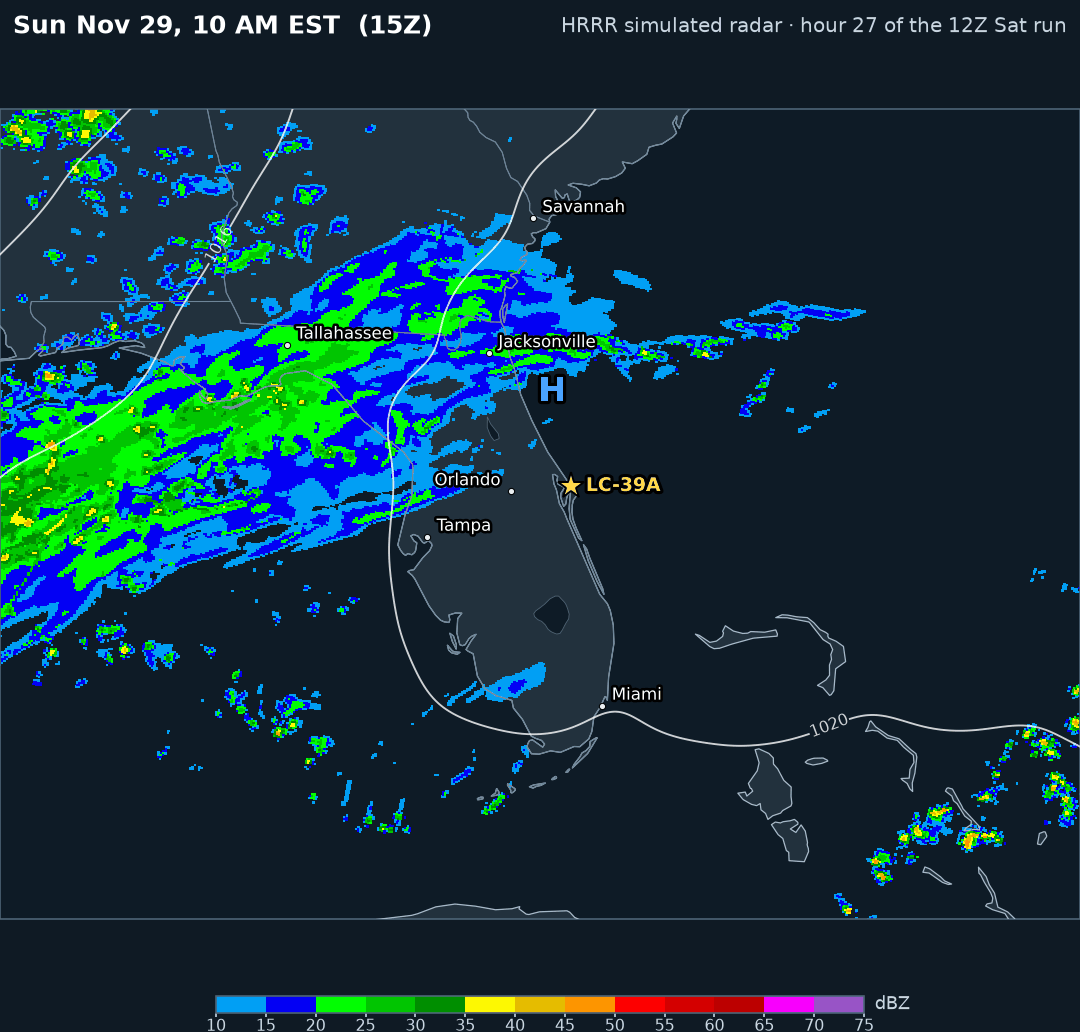 Sun Nov 29, 10 AM EST (15Z)
HRRR simulated radar · hour 27 of the 12Z Sat run
Savannah
1016
Tallahassee
Jacksonville
H
Orlando
LC-39A
Tampa
Miami
1020
dBZ
10 15 20 25 30 35 40 45 50 55 60 65 70 75